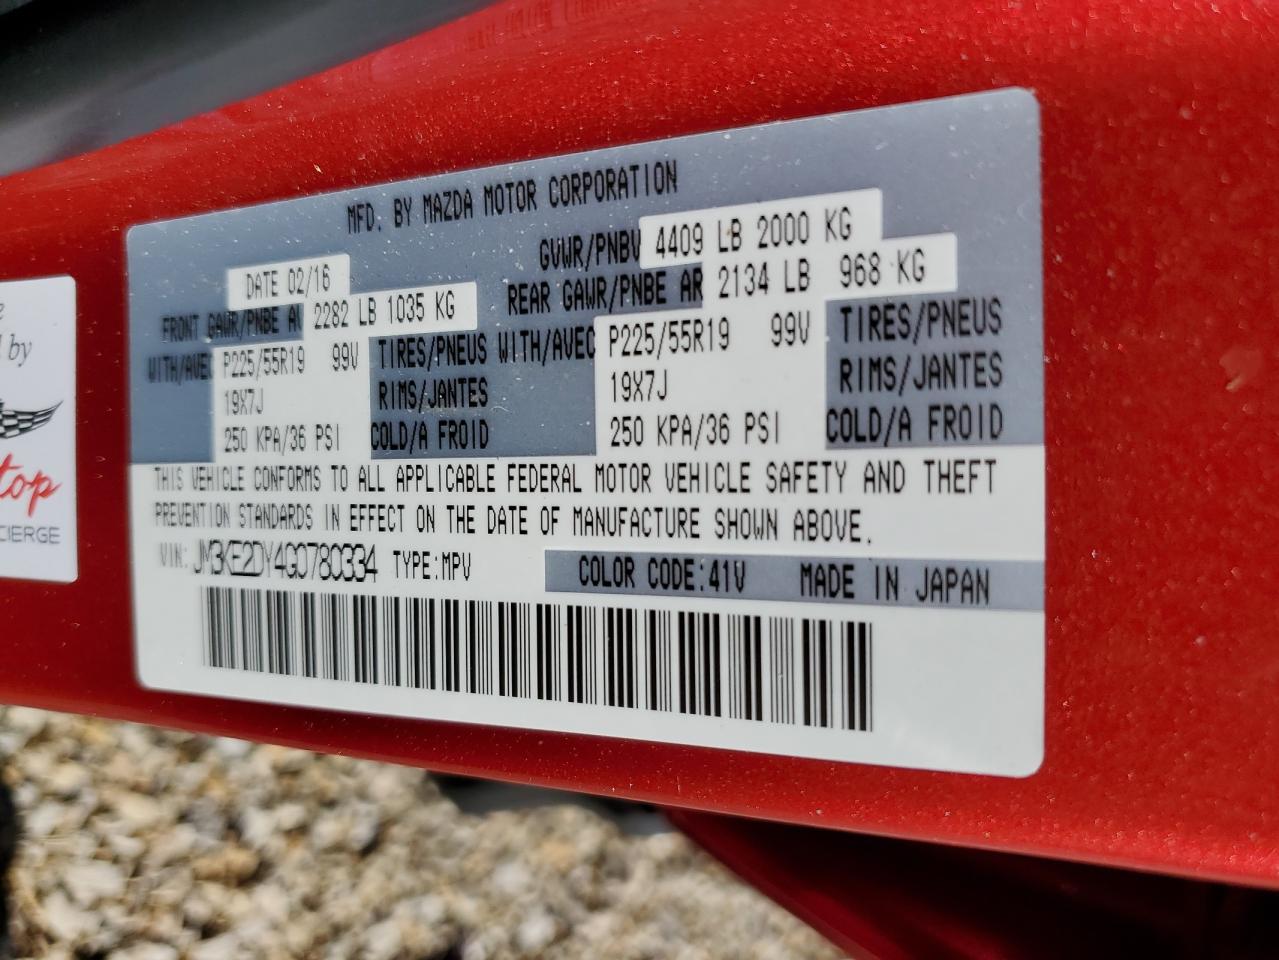 MFD. BY MAZDA MOTOR CORPORATION
DATE 02/16
GVWR/PNBV 4409 LB 2000 KG
FRONT GAWR/PNBE AV 2282 LB 1035 KG
REAR GAWR/PNBE AR 2134 LB 968 KG
WITH/AVEC P225/55R19 99V TIRES/PNEUS
19X7J RIMS/JANTES
250 KPA/36 PSI COLD/A FROID
WITH/AVEC P225/55R19 99V TIRES/PNEUS
19X7J RIMS/JANTES
250 KPA/36 PSI COLD/A FROID
THIS VEHICLE CONFORMS TO ALL APPLICABLE FEDERAL MOTOR VEHICLE SAFETY AND THEFT
PREVENTION STANDARDS IN EFFECT ON THE DATE OF MANUFACTURE SHOWN ABOVE.
VIN: JM3KE2DY4G0780334 TYPE:MPV
COLOR CODE:41V MADE IN JAPAN
by
top
CIERGE